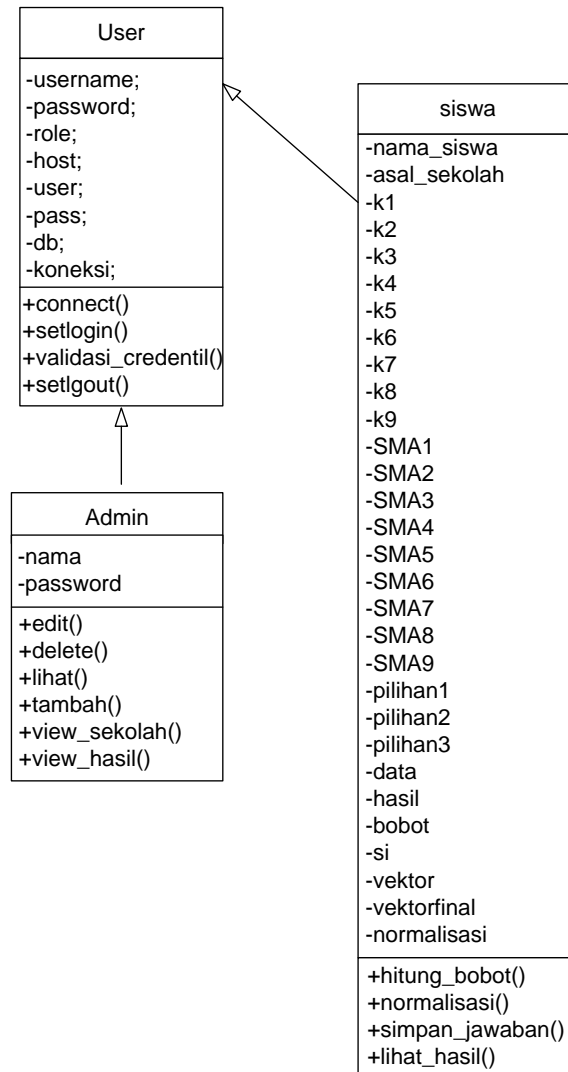 User
-username;
-password;
-role;
-host;
-user;
-pass;
-db;
-koneksi;
+connect()
+setlogin()
+validasi_credentil()
+setlgout()
Admin
-nama
-password
+edit()
+delete()
+lihat()
+tambah()
+view_sekolah()
+view_hasil()
siswa
-nama_siswa
-asal_sekolah
-k1
-k2
-k3
-k4
-k5
-k6
-k7
-k8
-k9
-SMA1
-SMA2
-SMA3
-SMA4
-SMA5
-SMA6
-SMA7
-SMA8
-SMA9
-pilihan1
-pilihan2
-pilihan3
-data
-hasil
-bobot
-si
-vektor
-vektorfinal
-normalisasi
+hitung_bobot()
+normalisasi()
+simpan_jawaban()
+lihat_hasil()